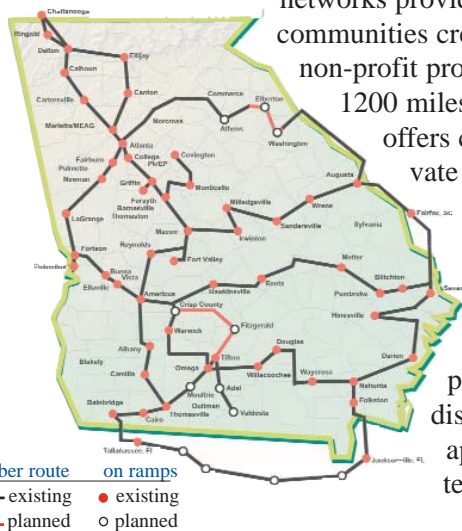 networks provid
communities cre
non-profit pro
1200 miles
offers
vate
Chattanooga
Ringold
Dalton
Ellijay
Calhoun
Cartersville
Canton
Commerce
Elberton
Marietta/MEAG
Norcross
Athens
Washington
Atlanta
College
Pk/EP
Covington
Fairburn
Palmetto
Newnan
Griffin
Monticello
Augusta
Forsyth
Barnesville
Thomaston
Milledgeville
Wrens
LaGrange
Sandersville
Sylvania
Fairfax, SC
Macon
Irwinton
Fortson
Reynolds
Columbus
Fort Valley
Buena
Vista
Ellaville
Metter
Rentz
Blitchton
Hawkinsville
Americus
Pembroke
Savan
Crisp County
Hinesville
Warwick
Fitzgerald
Albany
Tifton
Douglas
Blakely
Omega
Willacoochee
Waycross
Darien
Camilla
Moultrie
Adel
Nahunta
Bainbridge
Quitman
Folkston
Cairo
Thomasville
Valdosta
Tallahassee, FL
Jacksonville, FL
p
dis
ap
te
ber route on ramps
existing existing
planned planned